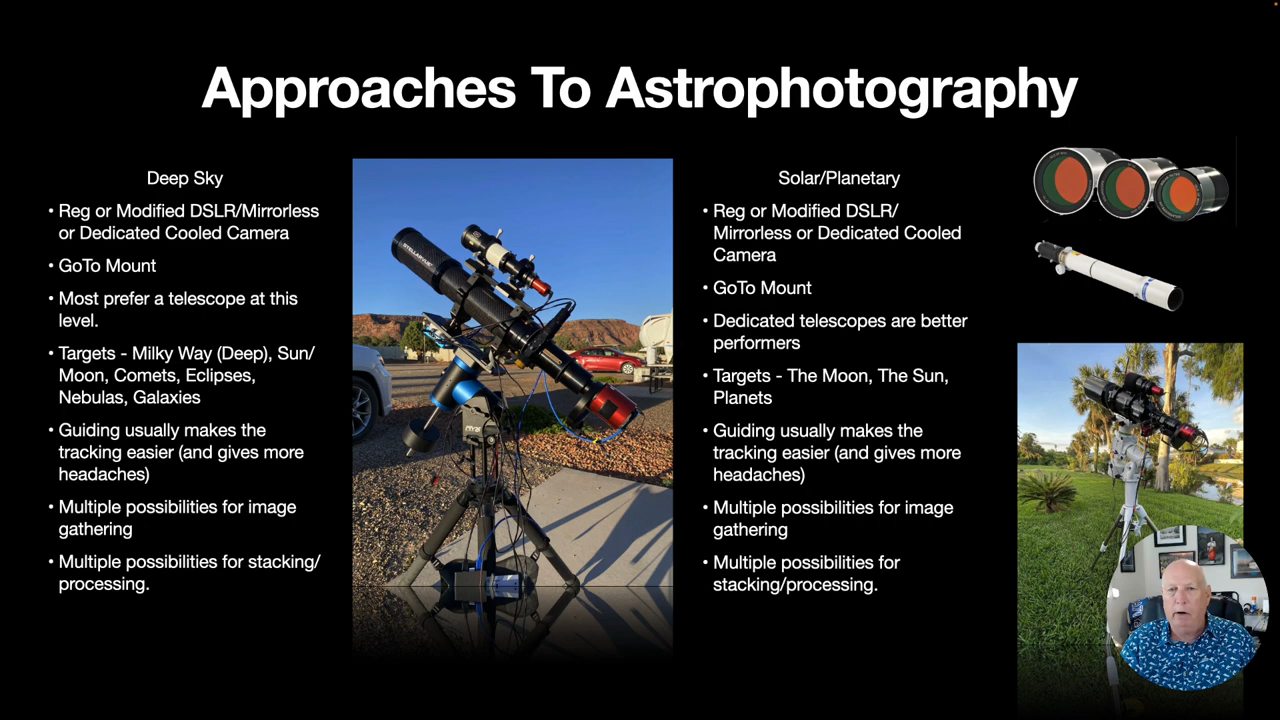 Approaches To Astrophotography
Deep Sky
• Reg or Modified DSLR/Mirrorless
or Dedicated Cooled Camera
• GoTo Mount
• Most prefer a telescope at this
level.
• Targets - Milky Way (Deep), Sun/
Moon, Comets, Eclipses,
Nebulas, Galaxies
• Guiding usually makes the
tracking easier (and gives more
headaches)
• Multiple possibilities for image
gathering
• Multiple possibilities for stacking/
processing.
Solar/Planetary
• Reg or Modified DSLR/
Mirrorless or Dedicated Cooled
Camera
• GoTo Mount
• Dedicated telescopes are better
performers
• Targets - The Moon, The Sun,
Planets
• Guiding usually makes the
tracking easier (and gives more
headaches)
• Multiple possibilities for image
gathering
• Multiple possibilities for
stacking/processing.